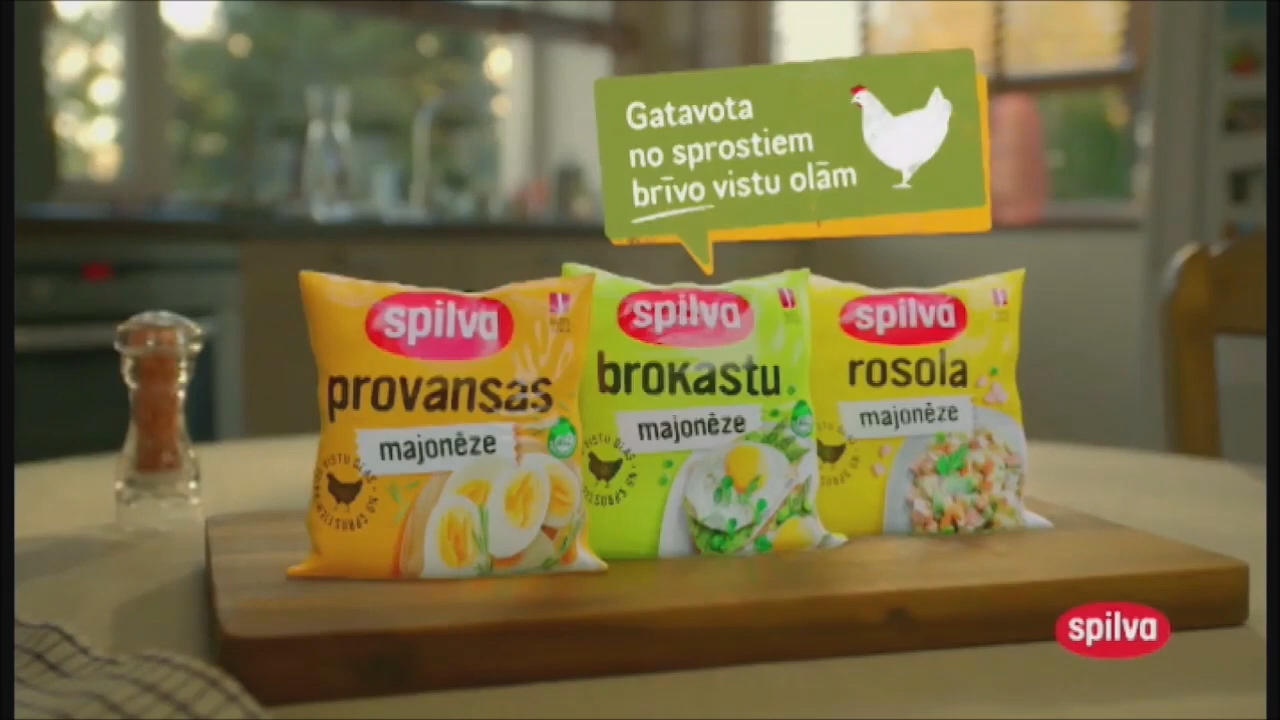 Gatavota
no sprostiem
brīvo vistu olām
spilva
provansas
majonēze
spilva
brokastu
majonēze
spilva
rosola
majonēze
spilva